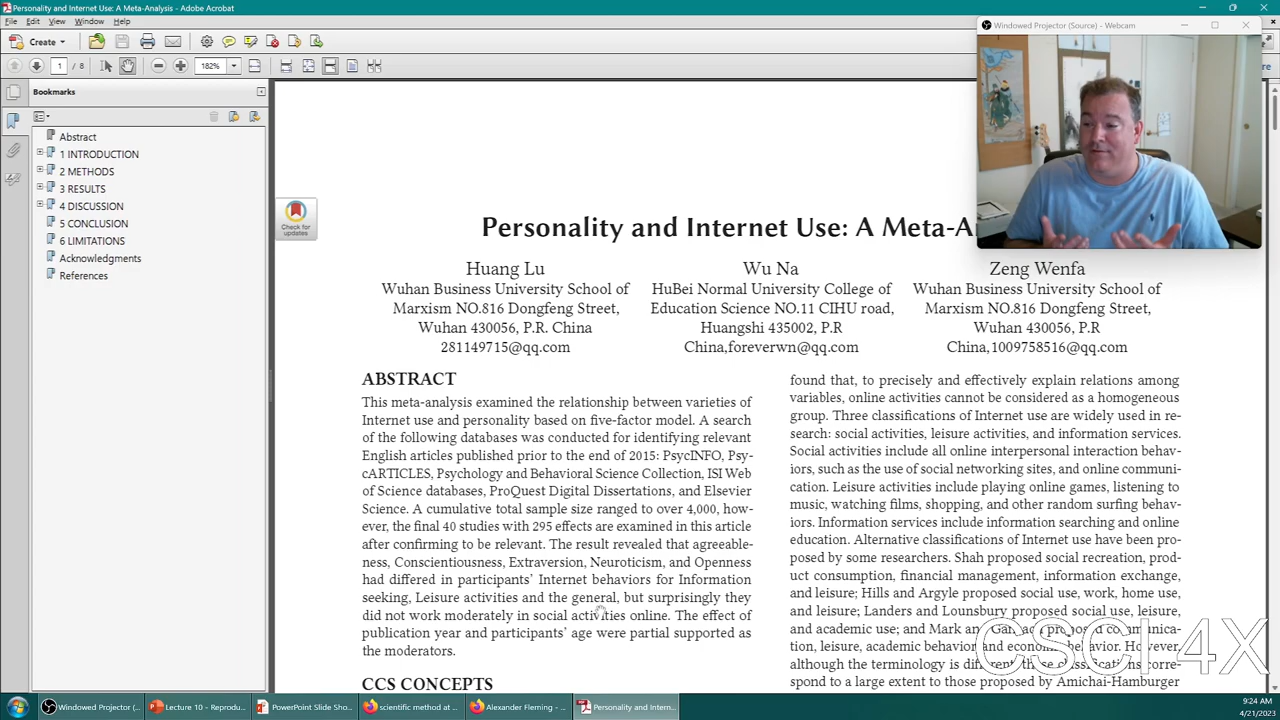 Personality and Internet Use: A Meta-Analysis - Adobe Acrobat
File Edit View Window Help
Create
1 / 8 182%
Windowed Projector (Source) - Webcam
Bookmarks
Abstract
1 INTRODUCTION
2 METHODS
3 RESULTS
4 DISCUSSION
5 CONCLUSION
6 LIMITATIONS
Acknowledgments
References
Check for
updates
Personality and Internet Use: A Meta-A
Huang Lu
Wuhan Business University School of
Marxism NO.816 Dongfeng Street,
Wuhan 430056, P.R. China
281149715@qq.com
Wu Na
HuBei Normal University College of
Education Science NO.11 CIHU road,
Huangshi 435002, P.R
China,foreverwn@qq.com
Zeng Wenfa
Wuhan Business University School of
Marxism NO.816 Dongfeng Street,
Wuhan 430056, P.R
China,1009758516@qq.com
ABSTRACT
This meta-analysis examined the relationship between varieties of
Internet use and personality based on five-factor model. A search
of the following databases was conducted for identifying relevant
English articles published prior to the end of 2015: PsycINFO, Psy-
cARTICLES, Psychology and Behavioral Science Collection, ISI Web
of Science databases, ProQuest Digital Dissertations, and Elsevier
Science. A cumulative total sample size ranged to over 4,000, how-
ever, the final 40 studies with 295 effects are examined in this article
after confirming to be relevant. The result revealed that agreeable-
ness, Conscientiousness, Extraversion, Neuroticism, and Openness
had differed in participants' Internet behaviors for Information
seeking, Leisure activities and the general, but surprisingly they
did not work moderately in social activities online. The effect of
publication year and participants' age were partial supported as
the moderators.
CCS CONCEPTS
found that, to precisely and effectively explain relations among
variables, online activities cannot be considered as a homogeneous
group. Three classifications of Internet use are widely used in re-
search: social activities, leisure activities, and information services.
Social activities include all online interpersonal interaction behav-
iors, such as the use of social networking sites, and online communi-
cation. Leisure activities include playing online games, listening to
music, watching films, shopping, and other random surfing behav-
iors. Information services include information searching and online
education. Alternative classifications of Internet use have been pro-
posed by some researchers. Shah proposed social recreation, prod-
uct consumption, financial management, information exchange,
and leisure; Hills and Argyle proposed social use, work, home use,
and leisure; Landers and Lounsbury proposed social use, leisure,
and academic use; and Mark and proposed communica-
tion, leisure, academic behavior and economic behavior. However,
although the terminology is different, these classifications corre-
spond to a large extent to those proposed by Amichai-Hamburger
CSCI 4X
Windowed Projector (...
Lecture 10 - Reprodu...
PowerPoint Slide Sho...
scientific method at ...
Alexander Fleming - ...
Personality and Intern...
9:24 AM
4/21/2023